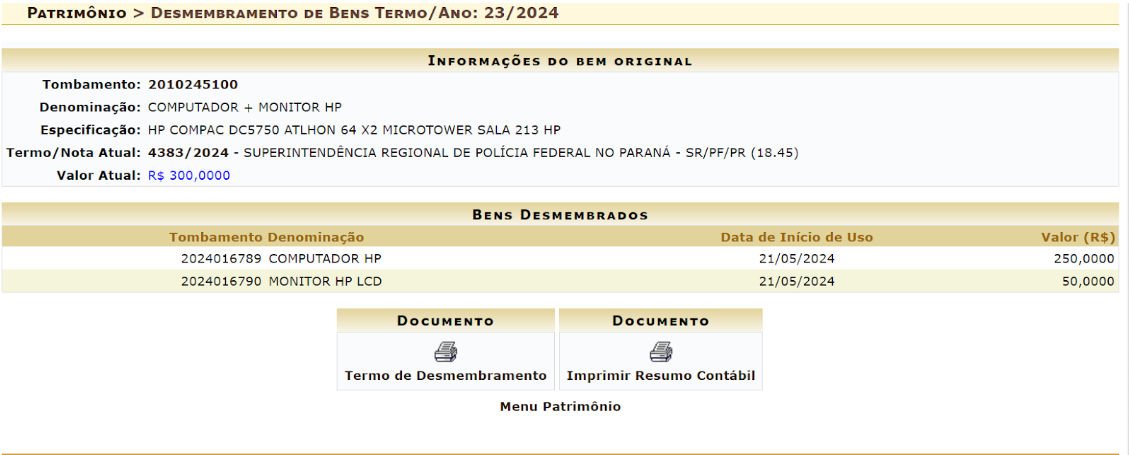 Patrimônio > Desmembramento de Bens Termo/Ano: 23/2024
Informações do bem original
Tombamento: 2010245100
Denominação: COMPUTADOR + MONITOR HP
Especificação: HP COMPAC DC5750 ATLHON 64 X2 MICROTOWER SALA 213 HP
Termo/Nota Atual: 4383/2024 - SUPERINTENDÊNCIA REGIONAL DE POLÍCIA FEDERAL NO PARANÁ - SR/PF/PR (18.45)
Valor Atual: R$ 300,0000
Bens Desmembrados
Tombamento Denominação Data de Início de Uso Valor (R$)
2024016789 COMPUTADOR HP 21/05/2024 250,0000
2024016790 MONITOR HP LCD 21/05/2024 50,0000
Documento Documento
Termo de Desmembramento Imprimir Resumo Contábil
Menu Patrimônio